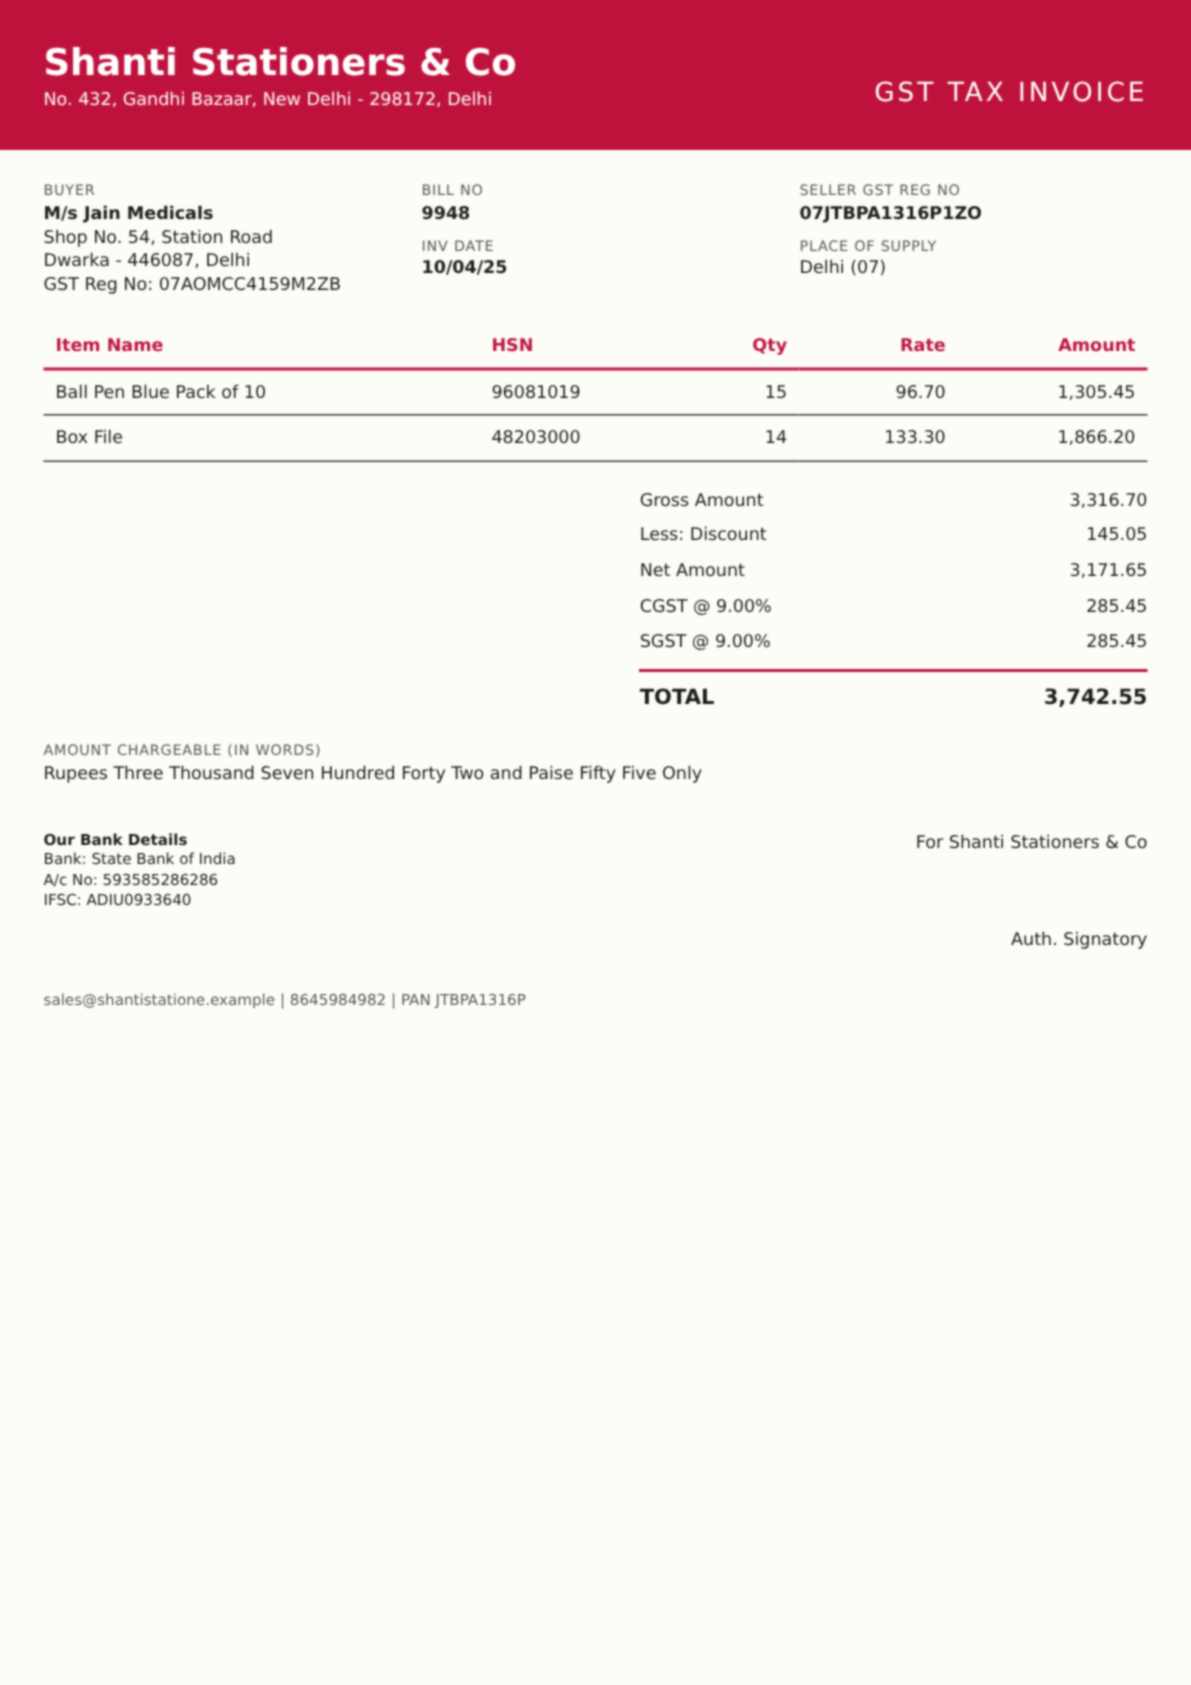 Shanti Stationers & Co
No. 432, Gandhi Bazaar, New Delhi - 298172, Delhi
GST TAX INVOICE
BUYER
M/s Jain Medicals
Shop No. 54, Station Road
Dwarka - 446087, Delhi
GST Reg No: 07AOMCC4159M2ZB
BILL NO
9948
INV DATE
10/04/25
SELLER GST REG NO
07JTBPA1316P1ZO
PLACE OF SUPPLY
Delhi (07)
Item Name HSN Qty Rate Amount
Ball Pen Blue Pack of 10 96081019 15 96.70 1,305.45
Box File 48203000 14 133.30 1,866.20
Gross Amount 3,316.70
Less: Discount 145.05
Net Amount 3,171.65
CGST @ 9.00% 285.45
SGST @ 9.00% 285.45
TOTAL 3,742.55
AMOUNT CHARGEABLE (IN WORDS)
Rupees Three Thousand Seven Hundred Forty Two and Paise Fifty Five Only
Our Bank Details
Bank: State Bank of India
A/c No: 593585286286
IFSC: ADIU0933640
For Shanti Stationers & Co
Auth. Signatory
sales@shantistatione.example | 8645984982 | PAN JTBPA1316P